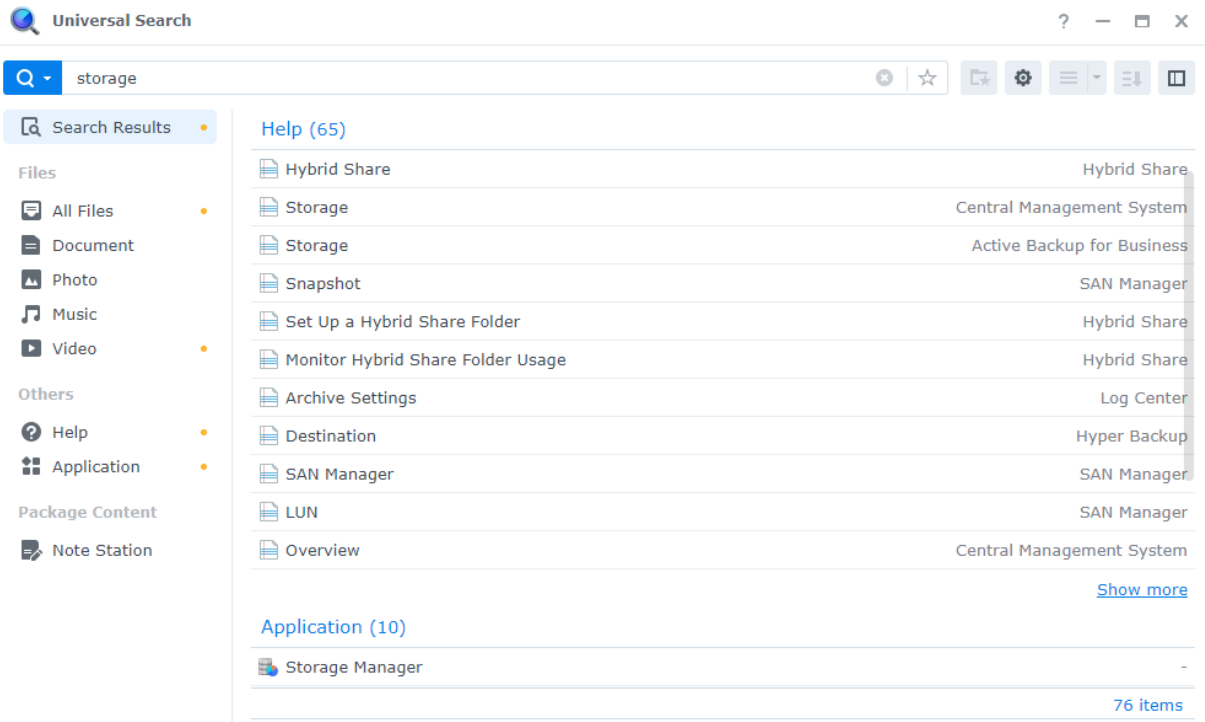 Universal Search
?
storage
Search Results
Files
All Files
Document
Photo
Music
Video
Others
Help
Application
Package Content
Note Station
Help (65)
Hybrid Share Hybrid Share
Storage Central Management System
Storage Active Backup for Business
Snapshot SAN Manager
Set Up a Hybrid Share Folder Hybrid Share
Monitor Hybrid Share Folder Usage Hybrid Share
Archive Settings Log Center
Destination Hyper Backup
SAN Manager SAN Manager
LUN SAN Manager
Overview Central Management System
Show more
Application (10)
Storage Manager -
76 items